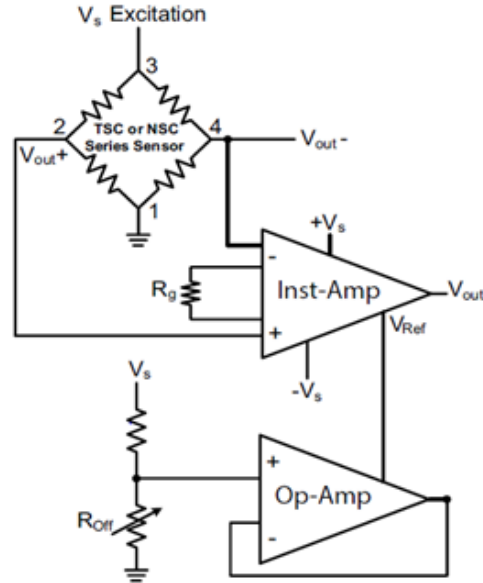 Vs Excitation
3
2
TSC or NSC
Series Sensor
4
Vout+
Vout-
1
+Vs
-
Rg
Inst-Amp
Vout
+
VRef
-Vs
Vs
+
Op-Amp
ROff
-